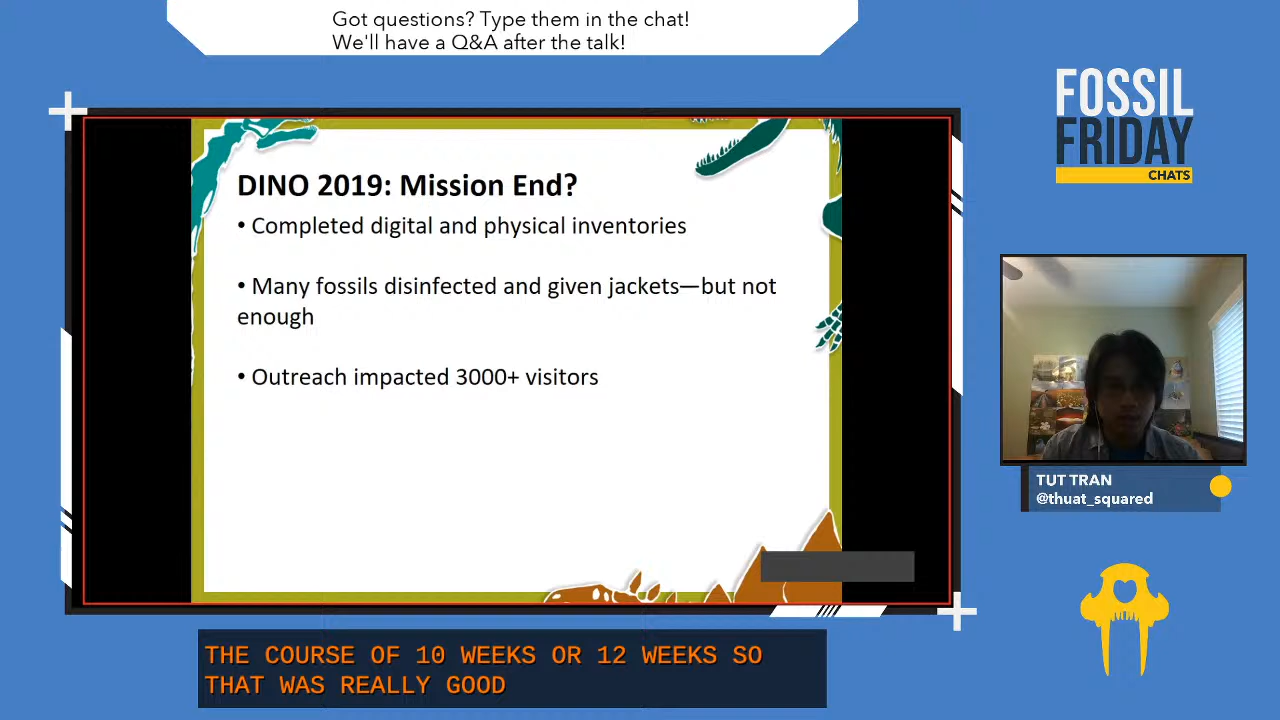 Got questions? Type them in the chat!
We'll have a Q&A after the talk!
FOSSIL
FRIDAY
CHATS
DINO 2019: Mission End?
• Completed digital and physical inventories
• Many fossils disinfected and given jackets—but not
enough
• Outreach impacted 3000+ visitors
TUT TRAN
@thuat_squared
THE COURSE OF 10 WEEKS OR 12 WEEKS SO
THAT WAS REALLY GOOD